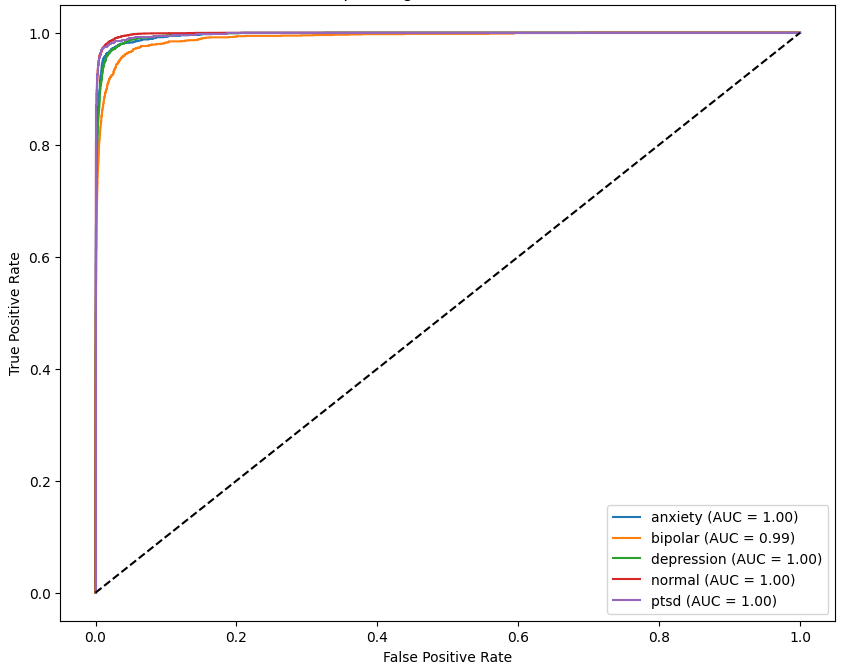 1.0
0.8
0.6
0.4
0.2
0.0
True Positive Rate
0.0 0.2 0.4 0.6 0.8 1.0
False Positive Rate
anxiety (AUC = 1.00)
bipolar (AUC = 0.99)
depression (AUC = 1.00)
normal (AUC = 1.00)
ptsd (AUC = 1.00)